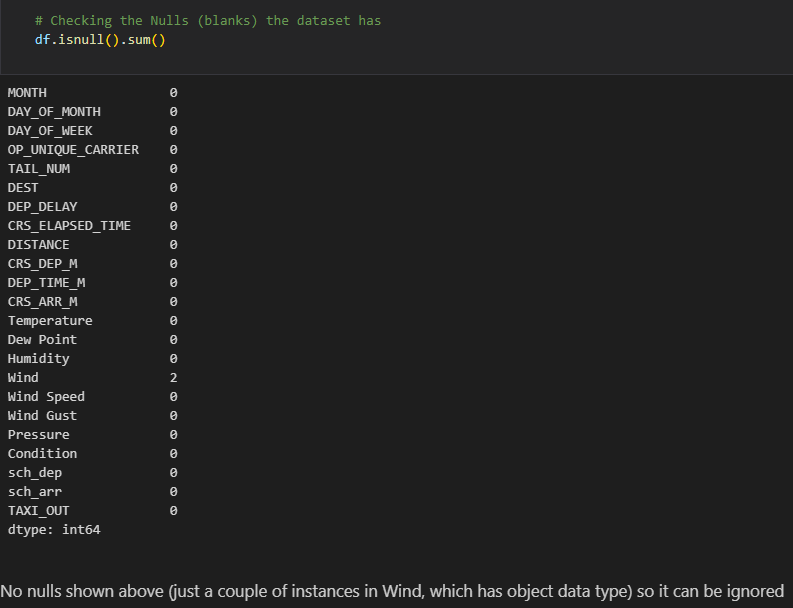 # Checking the Nulls (blanks) the dataset has
df.isnull().sum()
MONTH 0
DAY_OF_MONTH 0
DAY_OF_WEEK 0
OP_UNIQUE_CARRIER 0
TAIL_NUM 0
DEST 0
DEP_DELAY 0
CRS_ELAPSED_TIME 0
DISTANCE 0
CRS_DEP_M 0
DEP_TIME_M 0
CRS_ARR_M 0
Temperature 0
Dew Point 0
Humidity 0
Wind 2
Wind Speed 0
Wind Gust 0
Pressure 0
Condition 0
sch_dep 0
sch_arr 0
TAXI_OUT 0
dtype: int64
No nulls shown above (just a couple of instances in Wind, which has object data type) so it can be ignored